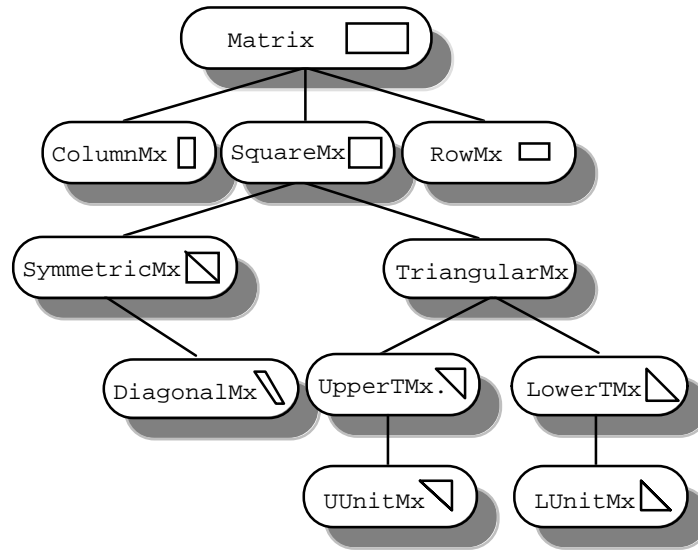 Matrix
ColumnMx
SquareMx
RowMx
SymmetricMx
TriangularMx
DiagonalMx
UpperTMx.
LowerTMx
UUnitMx
LUnitMx